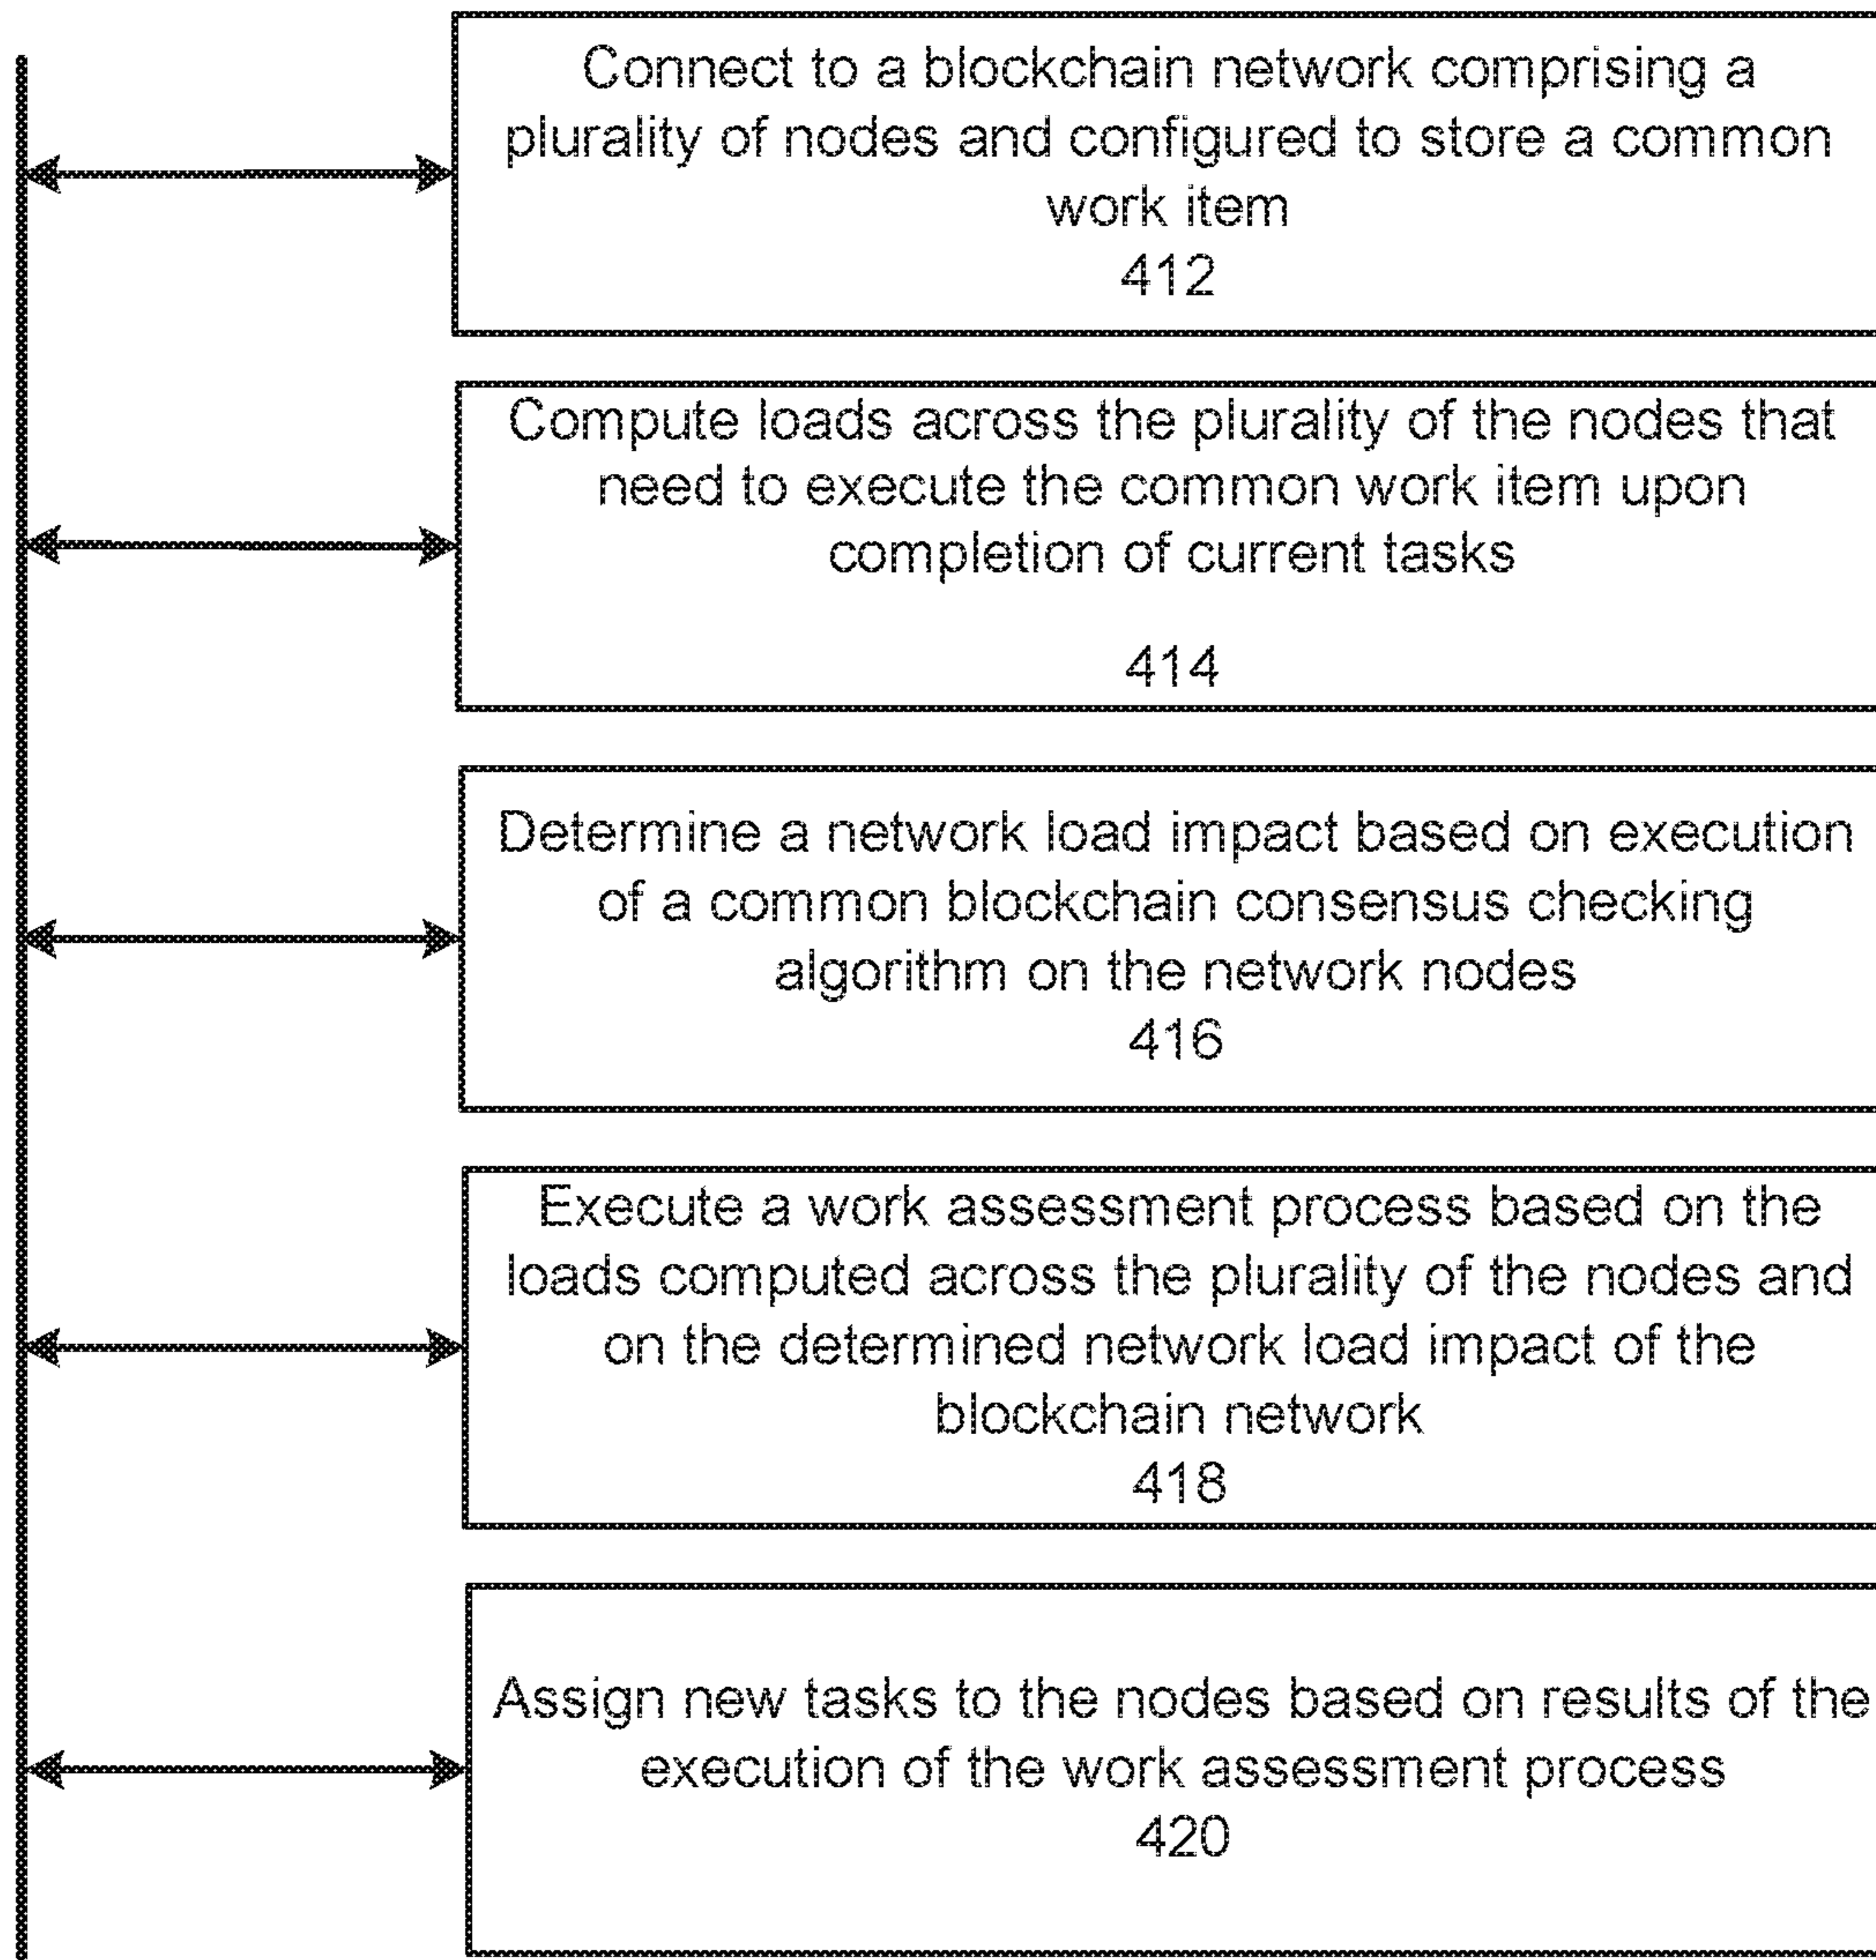 Connect to a blockchain network comprising a
plurality of nodes and configured to store a common
work item
412
Compute loads across the plurality of the nodes that
need to execute the common work item upon
completion of current tasks
414
Determine a network load impact based on execution
of a common blockchain consensus checking
algorithm on the network nodes
416
Execute a work assessment process based on the
loads computed across the plurality of the nodes and
on the determined network load impact of the
blockchain network
418
Assign new tasks to the nodes based on results of the
execution of the work assessment process
420